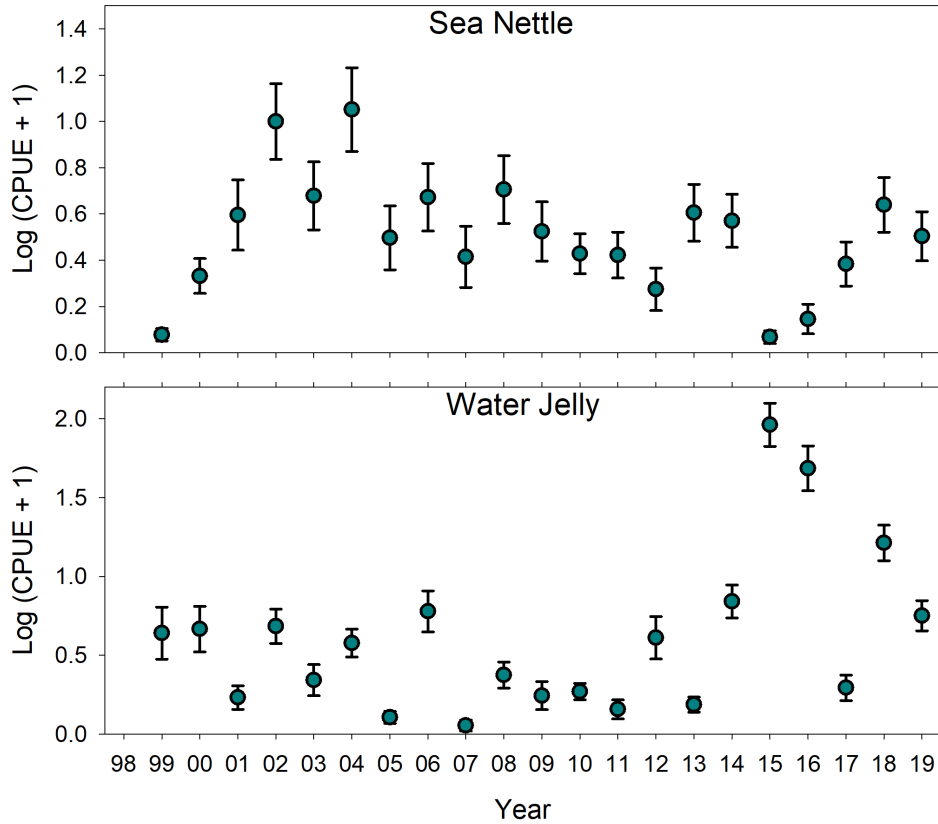 Sea Nettle
Log (CPUE + 1)
1.4
1.2
1.0
0.8
0.6
0.4
0.2
0.0
Water Jelly
Log (CPUE + 1)
2.0
1.5
1.0
0.5
0.0
98 99 00 01 02 03 04 05 06 07 08 09 10 11 12 13 14 15 16 17 18 19
Year